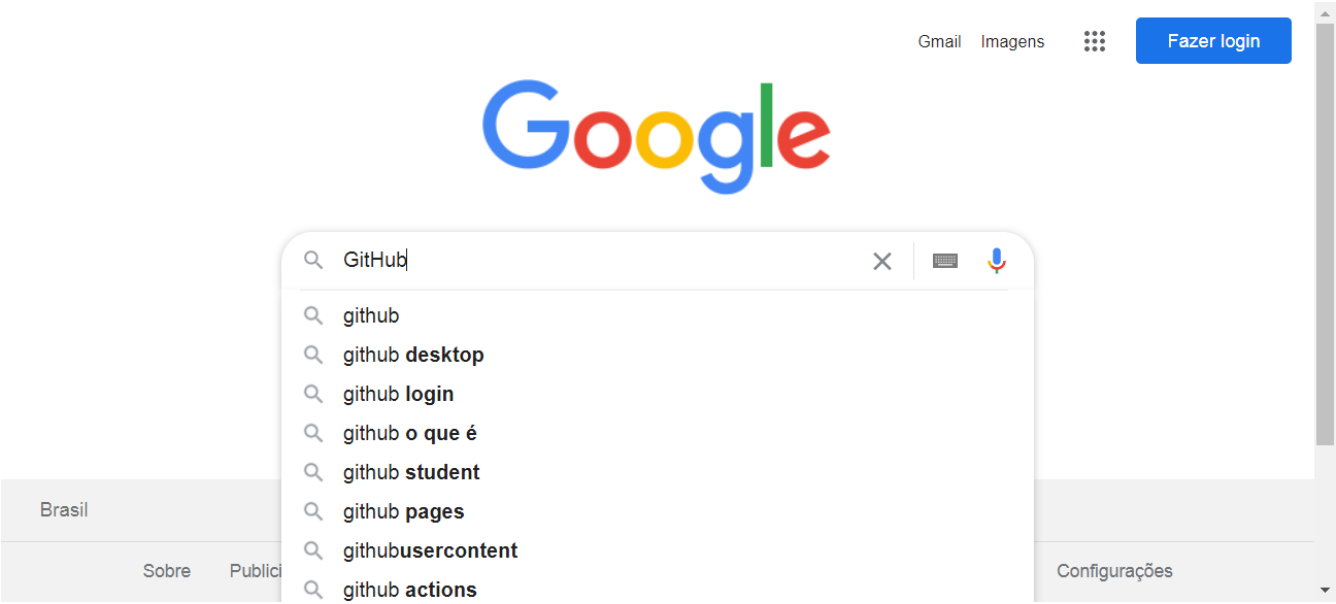 Gmail Imagens Fazer login
Google
GitHub
github
github desktop
github login
github o que é
github student
github pages
githubusercontent
github actions
Brasil
Sobre Publici Configurações